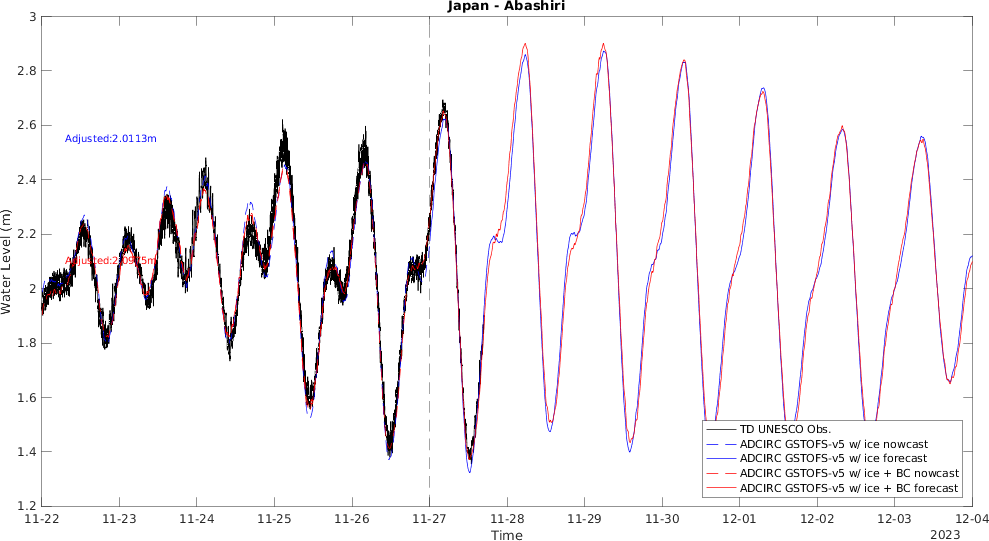 Japan - Abashiri
3
2.8
2.6
2.4
2.2
2
1.8
1.6
1.4
1.2
Water Level (m)
Adjusted:2.0113m
TD UNESCO Obs.
ADCIRC GSTOFS-v5 w/ ice nowcast
ADCIRC GSTOFS-v5 w/ ice forecast
ADCIRC GSTOFS-v5 w/ ice + BC nowcast
ADCIRC GSTOFS-v5 w/ ice + BC forecast
11-22 11-23 11-24 11-25 11-26 11-27 11-28 11-29 11-30 12-01 12-02 12-03 12-04
Time
2023